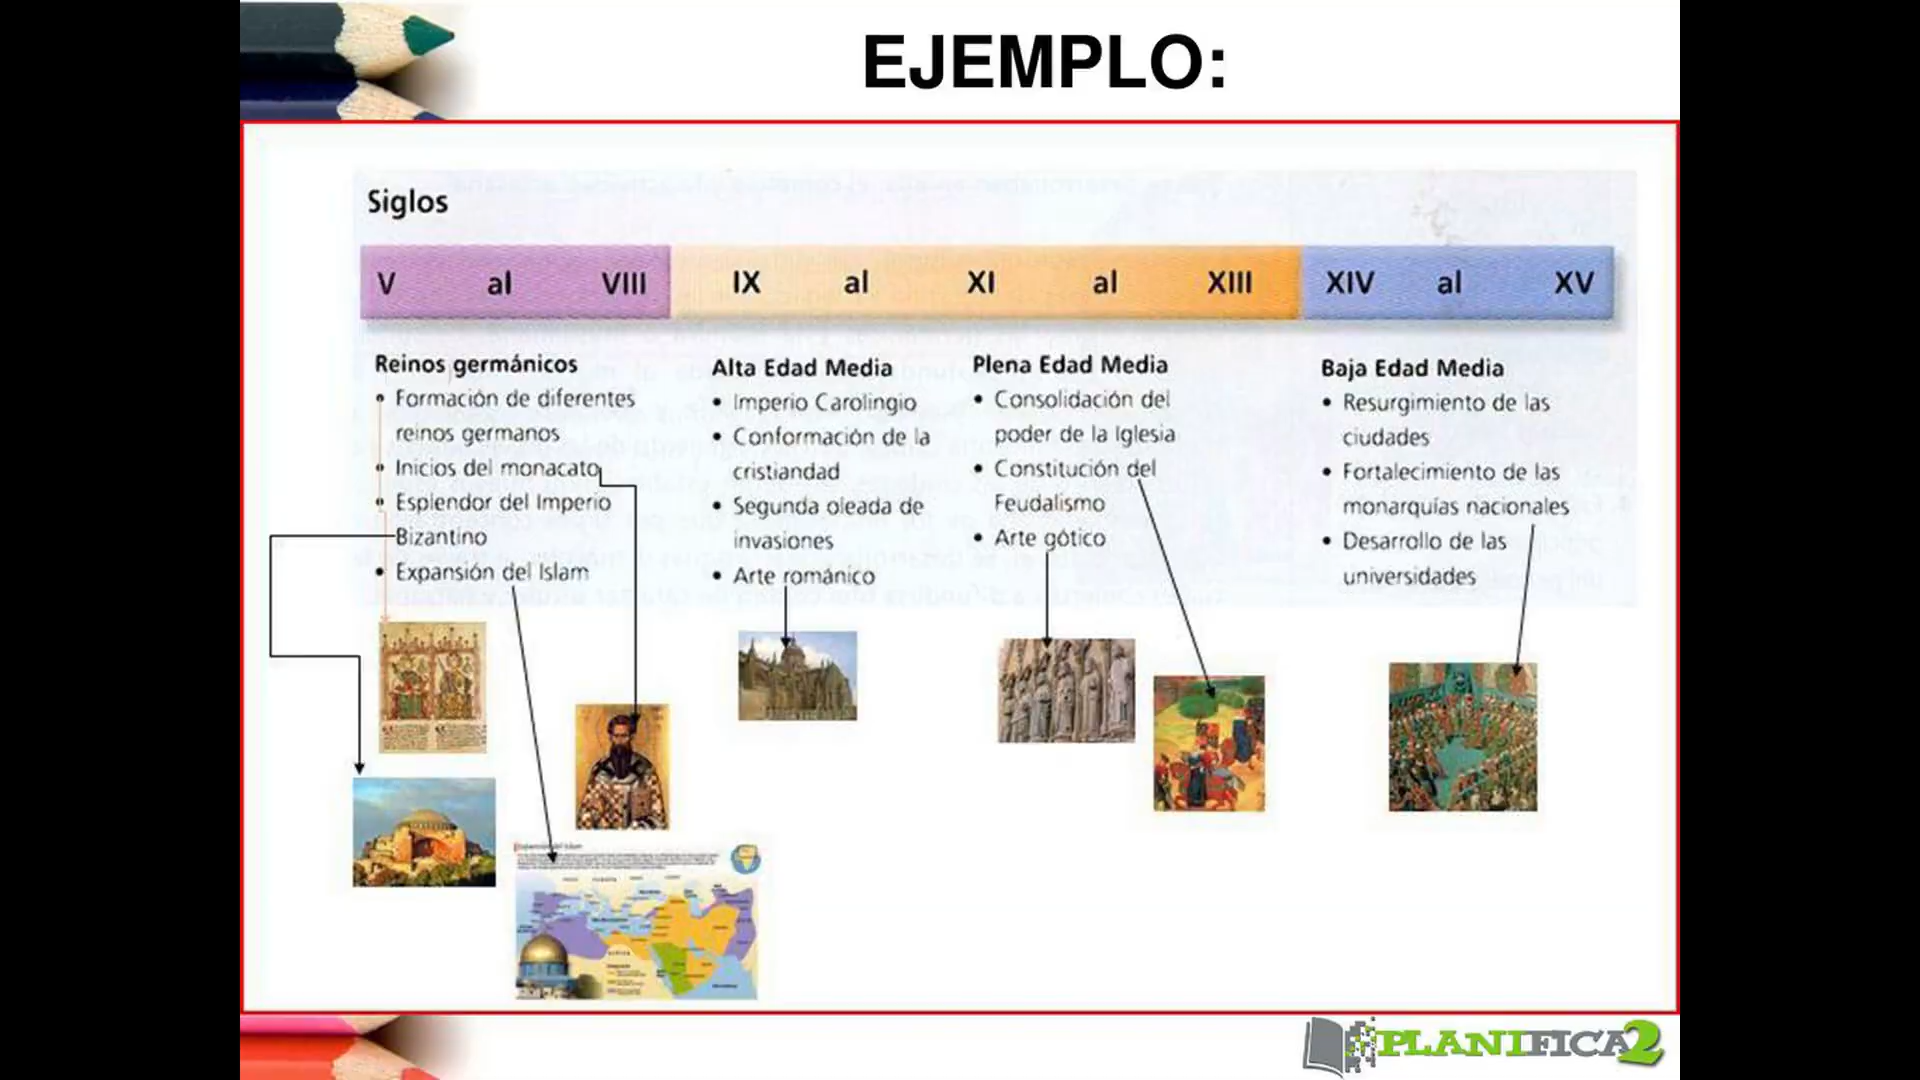 EJEMPLO:
Siglos
V al VIII IX al XI al XIII XIV al XV
Reinos germánicos
• Formación de diferentes
reinos germanos
• Inicios del monacato
• Esplendor del Imperio
Bizantino
• Expansión del Islam
Alta Edad Media
• Imperio Carolingio
• Conformación de la
cristiandad
• Segunda oleada de
invasiones
• Arte románico
Plena Edad Media
• Consolidación del
poder de la Iglesia
• Constitución del
Feudalismo
• Arte gótico
Baja Edad Media
• Resurgimiento de las
ciudades
• Fortalecimiento de las
monarquías nacionales
• Desarrollo de las
universidades
PLANIFICA2